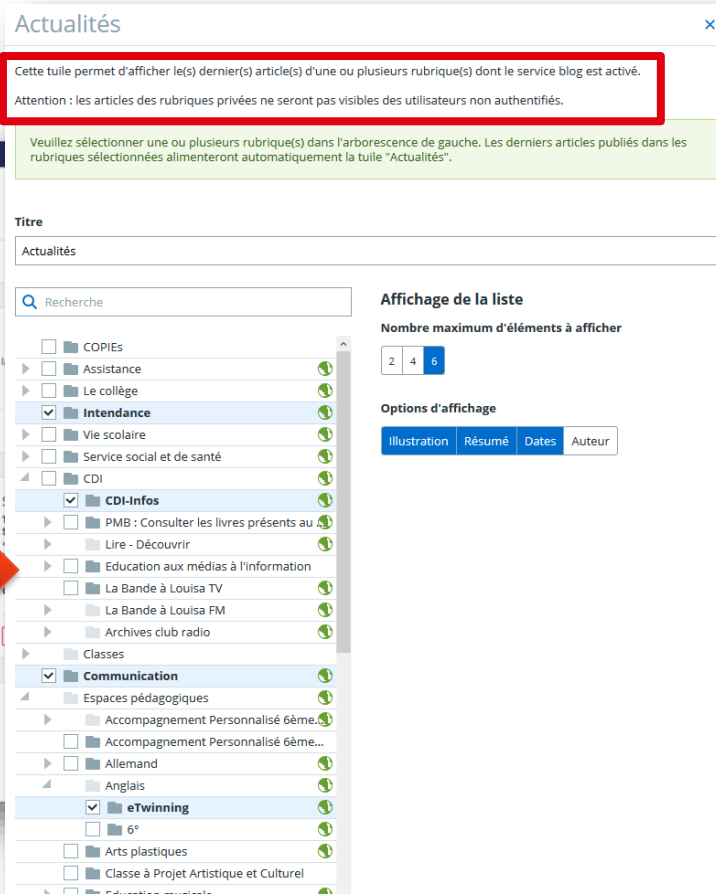 Actualités
Cette tuile permet d'afficher le(s) dernier(s) article(s) d'une ou plusieurs rubrique(s) dont le service blog est activé.
Attention : les articles des rubriques privées ne seront pas visibles des utilisateurs non authentifiés.
Veuillez sélectionner une ou plusieurs rubrique(s) dans l'arborescence de gauche. Les derniers articles publiés dans les
rubriques sélectionnées alimenteront automatiquement la tuile "Actualités".
Titre
Actualités
Recherche
COPIEs
Assistance
Le collège
Intendance
Vie scolaire
Service social et de santé
CDI
CDI-Infos
PMB : Consulter les livres présents au
Lire - Découvrir
Education aux médias à l'information
La Bande à Louisa TV
La Bande à Louisa FM
Archives club radio
Classes
Communication
Espaces pédagogiques
Accompagnement Personnalisé 6ème...
Accompagnement Personnalisé 6ème...
Allemand
Anglais
eTwinning
6°
Arts plastiques
Classe à Projet Artistique et Culturel
Education musicale
Affichage de la liste
Nombre maximum d'éléments à afficher
2 4 6
Options d'affichage
Illustration Résumé Dates Auteur